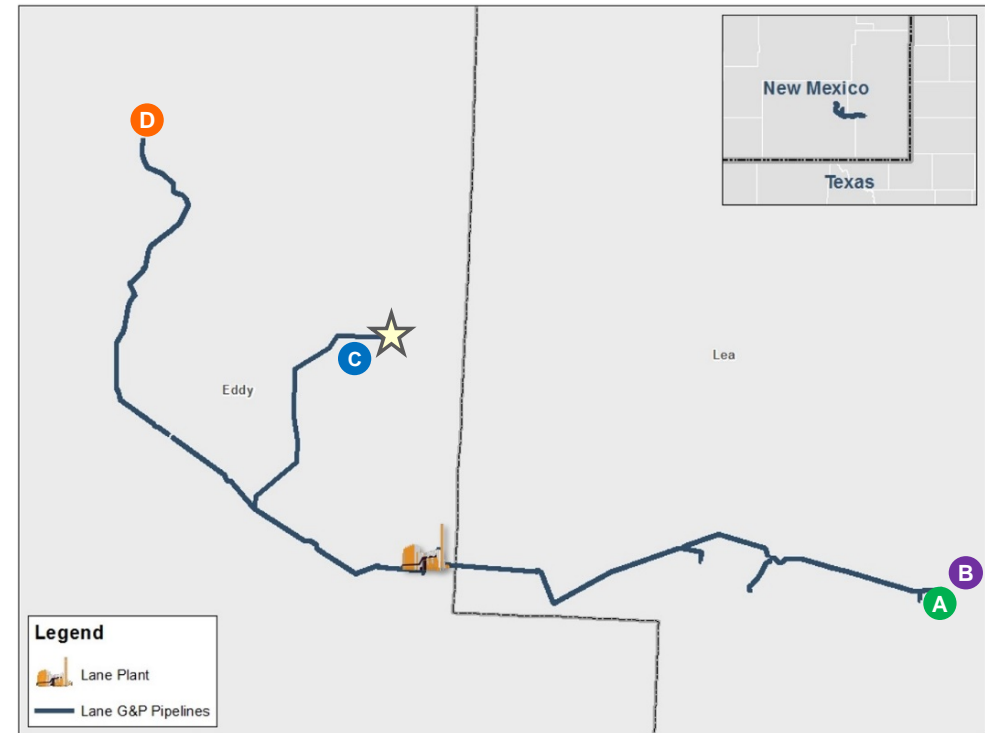 New Mexico
Texas
D
C
Eddy
Lea
B
A
Legend
Lane Plant
Lane G&P Pipelines